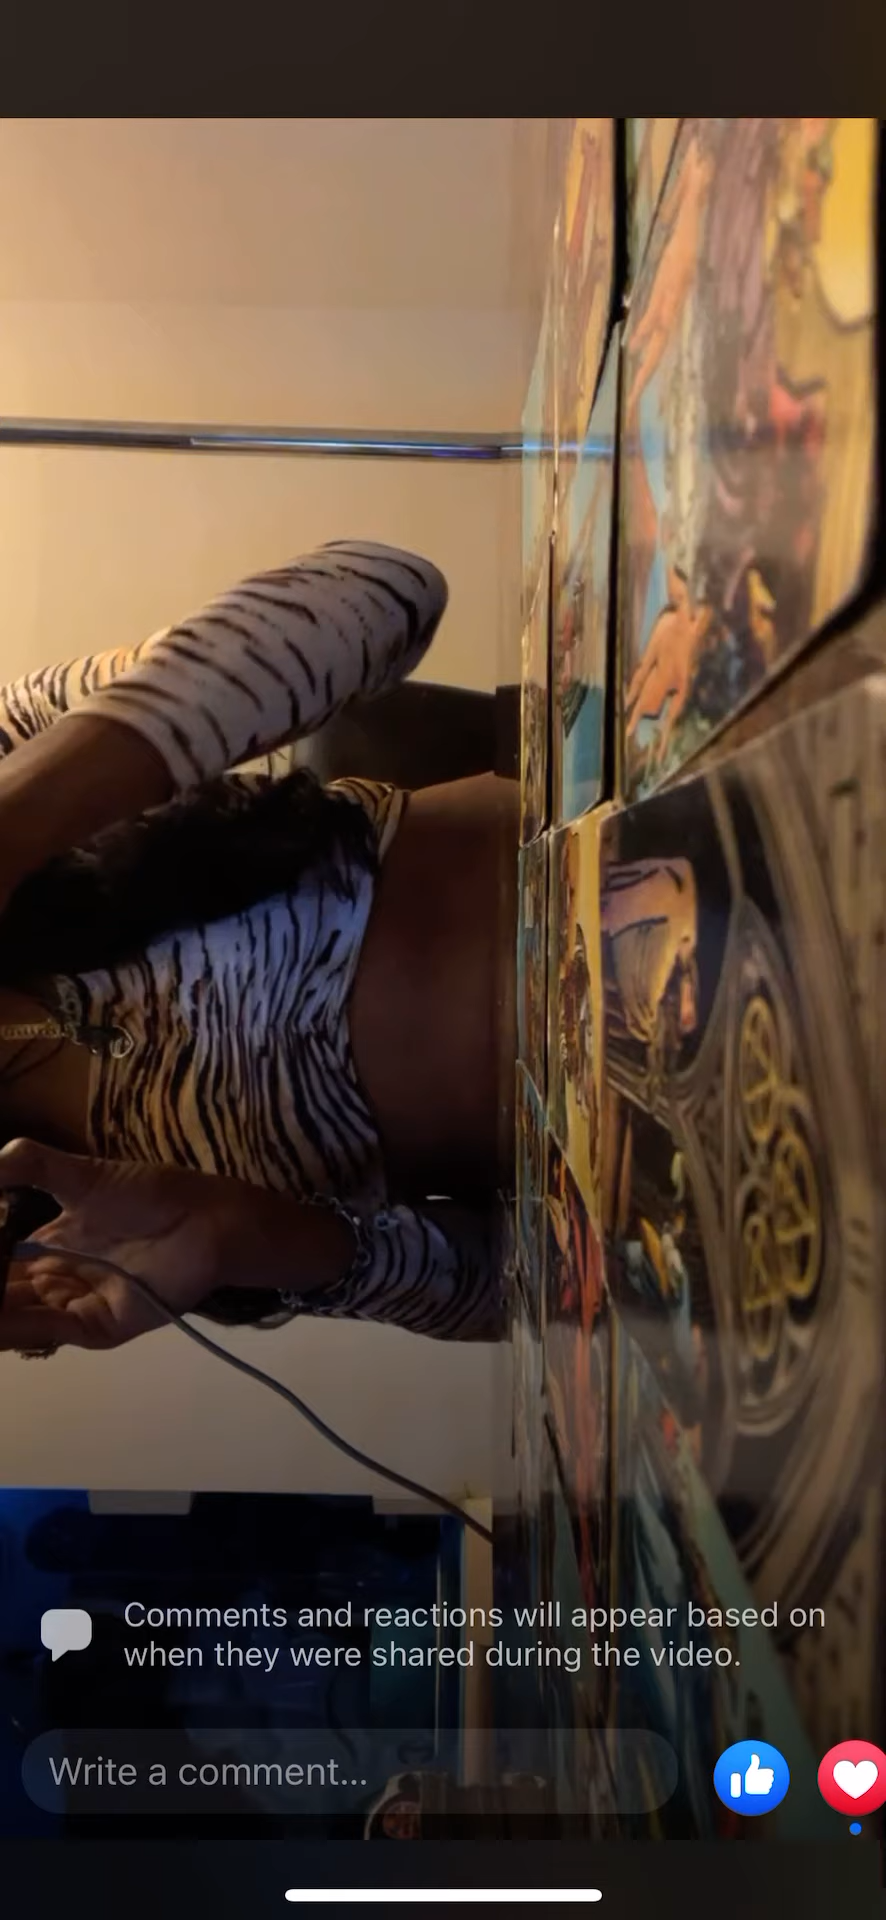 Comments and reactions will appear based on
when they were shared during the video.
Write a comment...